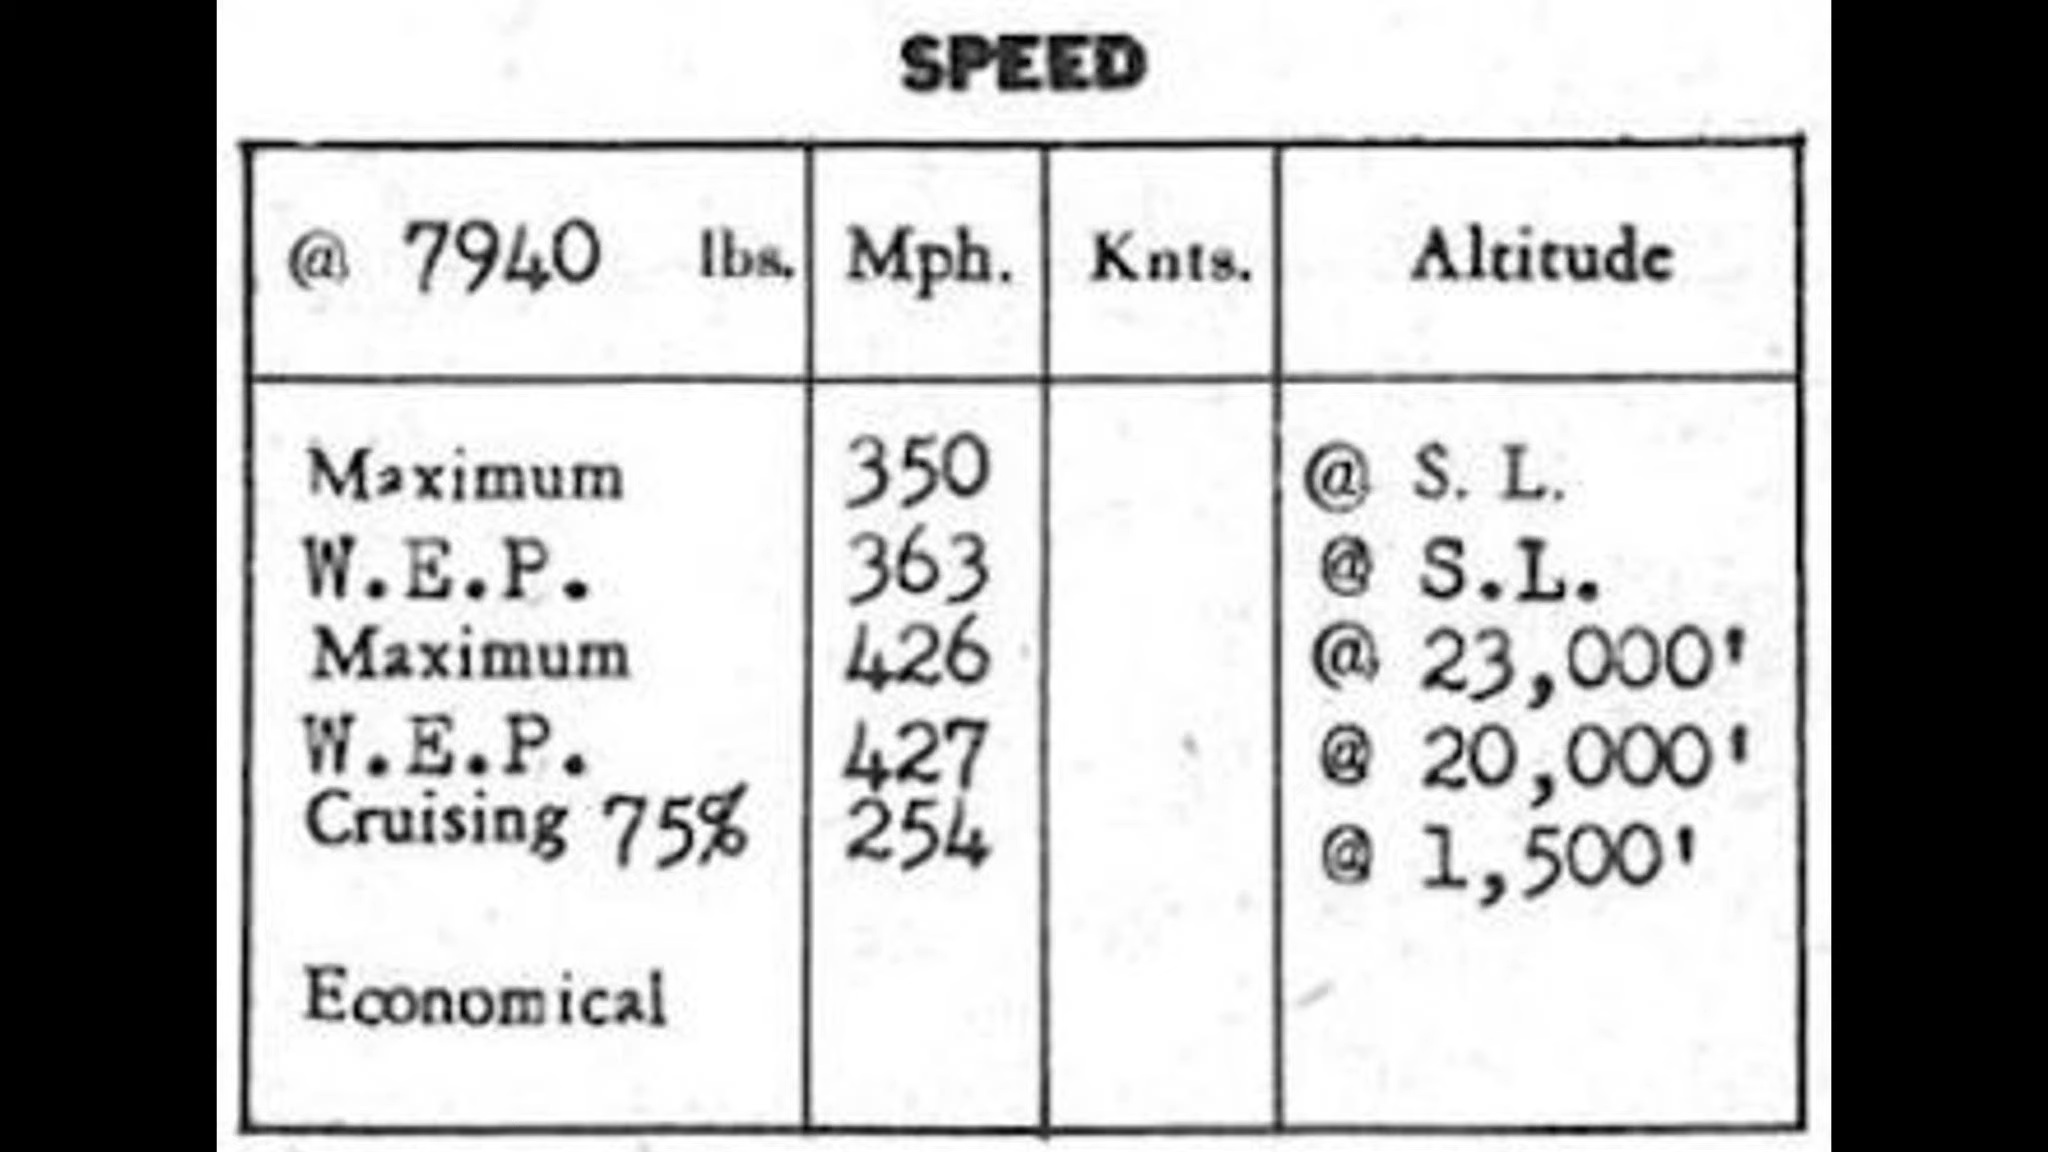 SPEED
@ 7940 lbs. Mph. Knts. Altitude
Maximum 350 @ S. L.
W.E.P. 363 @ S.L.
Maximum 426 @ 23,000'
W.E.P. 427 @ 20,000'
Cruising 75% 254 @ 1,500'
Economical